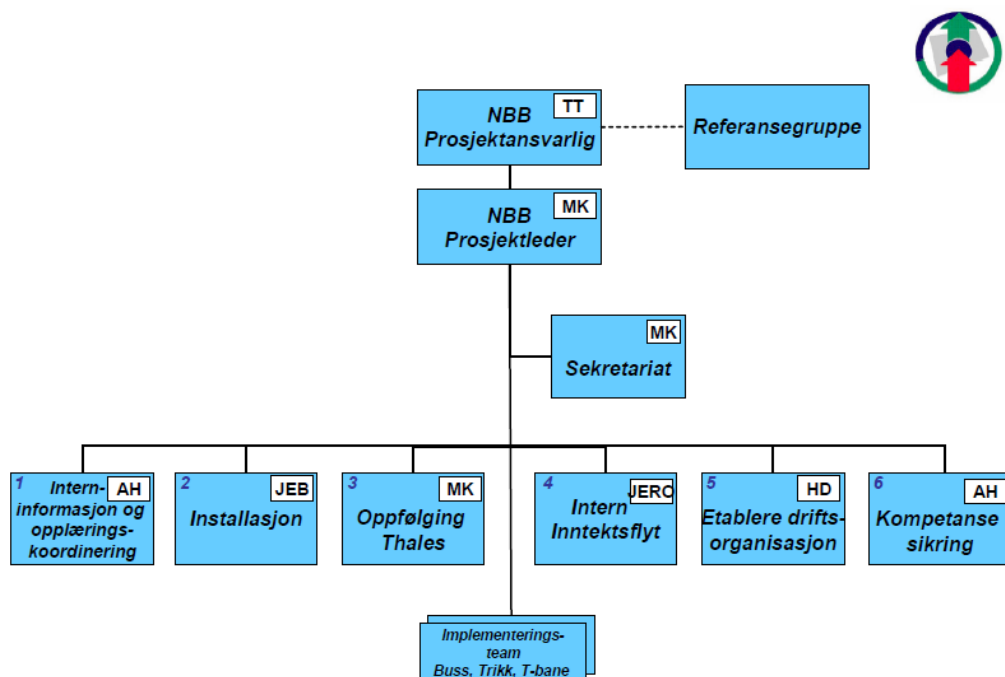 TT
NBB
Prosjektansvarlig
Referansegruppe
MK
NBB
Prosjektleder
MK
Sekretariat
1
AH
Intern-
informasjon og
opplærings-
koordinering
2
JEB
Installasjon
3
MK
Oppfølging
Thales
4
JERO
Intern
Inntektsflyt
5
HD
Etablere drifts-
organisasjon
6
AH
Kompetanse
sikring
Implementerings-
team
Buss, Trikk, T-bane